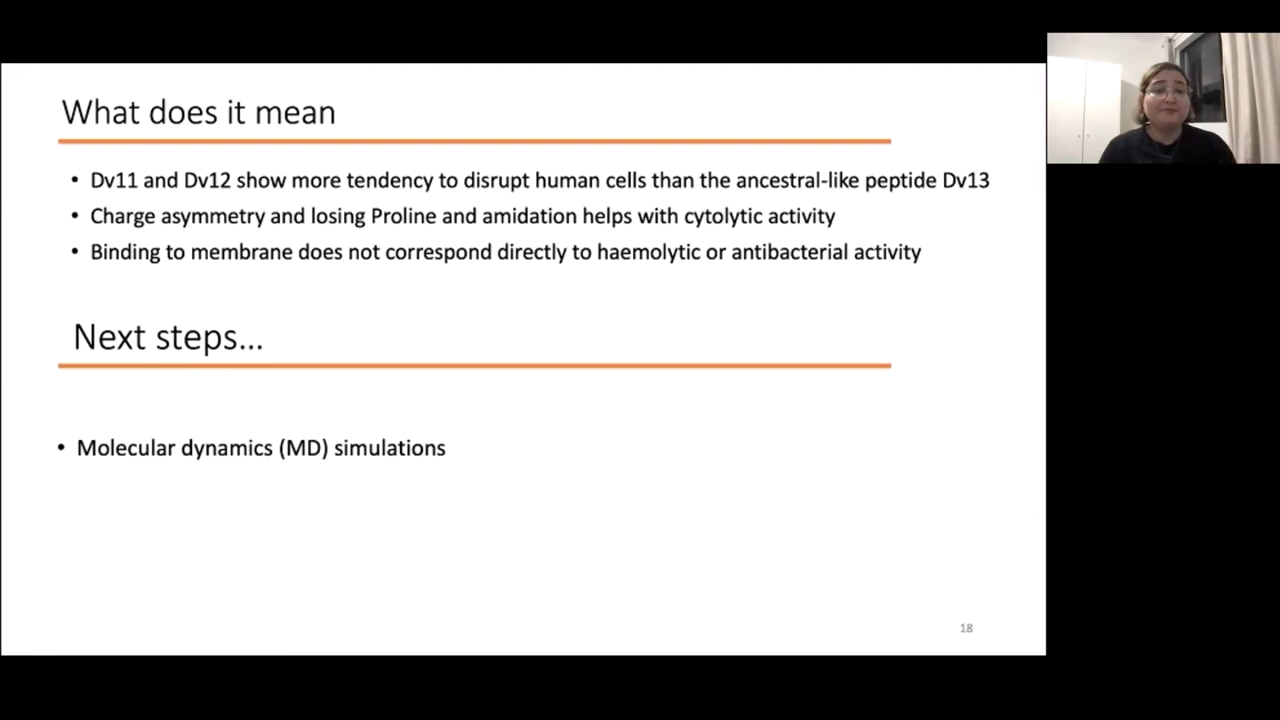 What does it mean
• Dv11 and Dv12 show more tendency to disrupt human cells than the ancestral-like peptide Dv13
• Charge asymmetry and losing Proline and amidation helps with cytolytic activity
• Binding to membrane does not correspond directly to haemolytic or antibacterial activity
Next steps...
• Molecular dynamics (MD) simulations
18